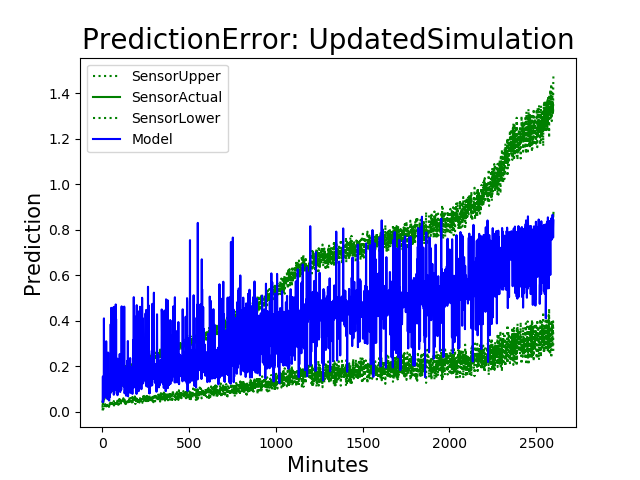 PredictionError: UpdatedSimulation
SensorUpper
SensorActual
SensorLower
Model
Prediction
1.4
1.2
1.0
0.8
0.6
0.4
0.2
0.0
0 500 1000 1500 2000 2500
Minutes